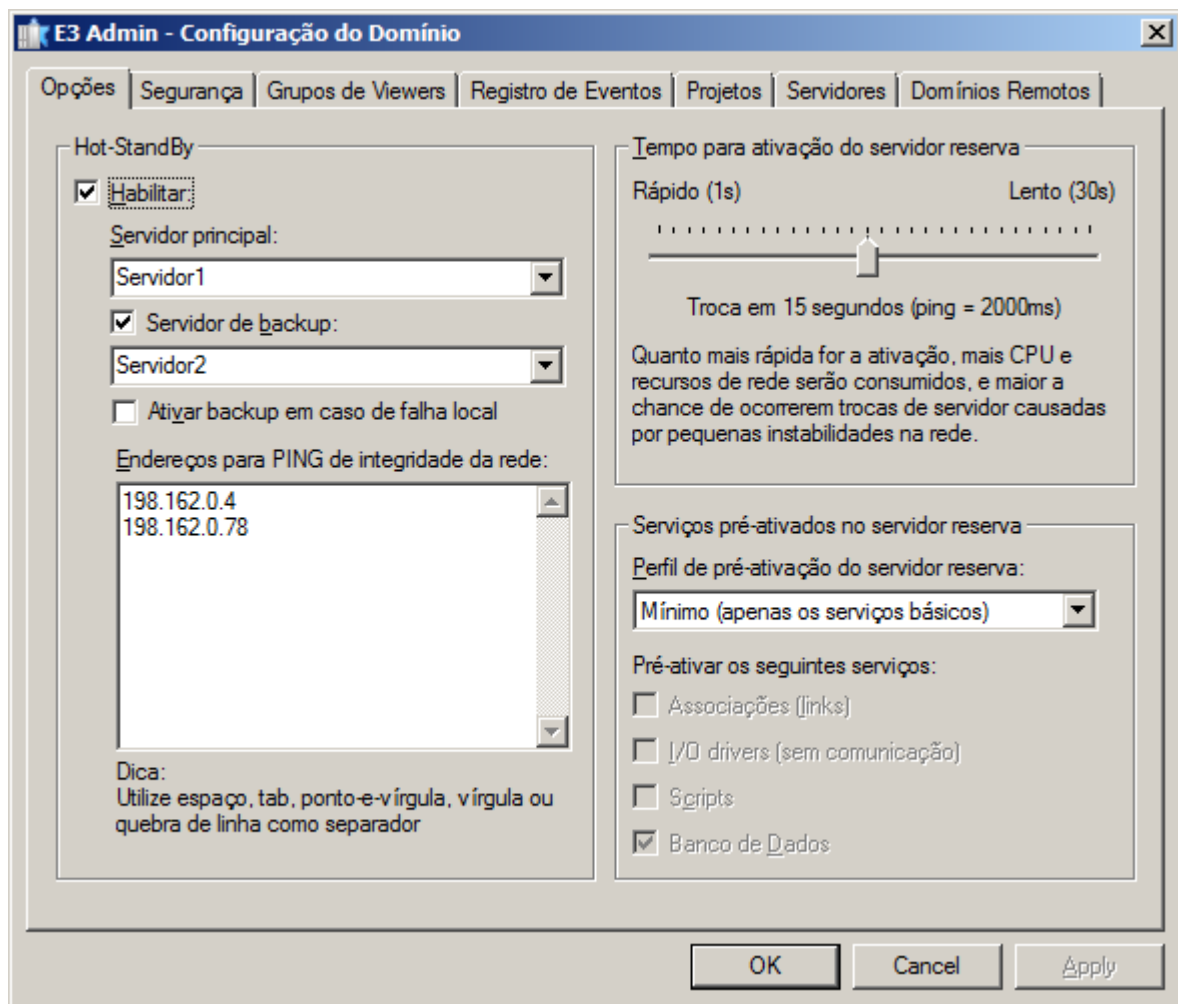 E3 Admin - Configuração do Domínio
Opções
Segurança
Grupos de Viewers
Registro de Eventos
Projetos
Servidores
Domínios Remotos
Hot-StandBy
Habilitar:
Servidor principal:
Servidor1
Servidor de backup:
Servidor2
Ativar backup em caso de falha local
Endereços para PING de integridade da rede:
198.162.0.4
198.162.0.78
Dica:
Utilize espaço, tab, ponto-e-vírgula, vírgula ou
quebra de linha como separador
Tempo para ativação do servidor reserva
Rápido (1s)
Lento (30s)
Troca em 15 segundos (ping = 2000ms)
Quanto mais rápida for a ativação, mais CPU e
recursos de rede serão consumidos, e maior a
chance de ocorrerem trocas de servidor causadas
por pequenas instabilidades na rede.
Serviços pré-ativados no servidor reserva
Perfil de pré-ativação do servidor reserva:
Mínimo (apenas os serviços básicos)
Pré-ativar os seguintes serviços:
Associações (links)
I/O drivers (sem comunicação)
Scripts
Banco de Dados
OK
Cancel
Apply